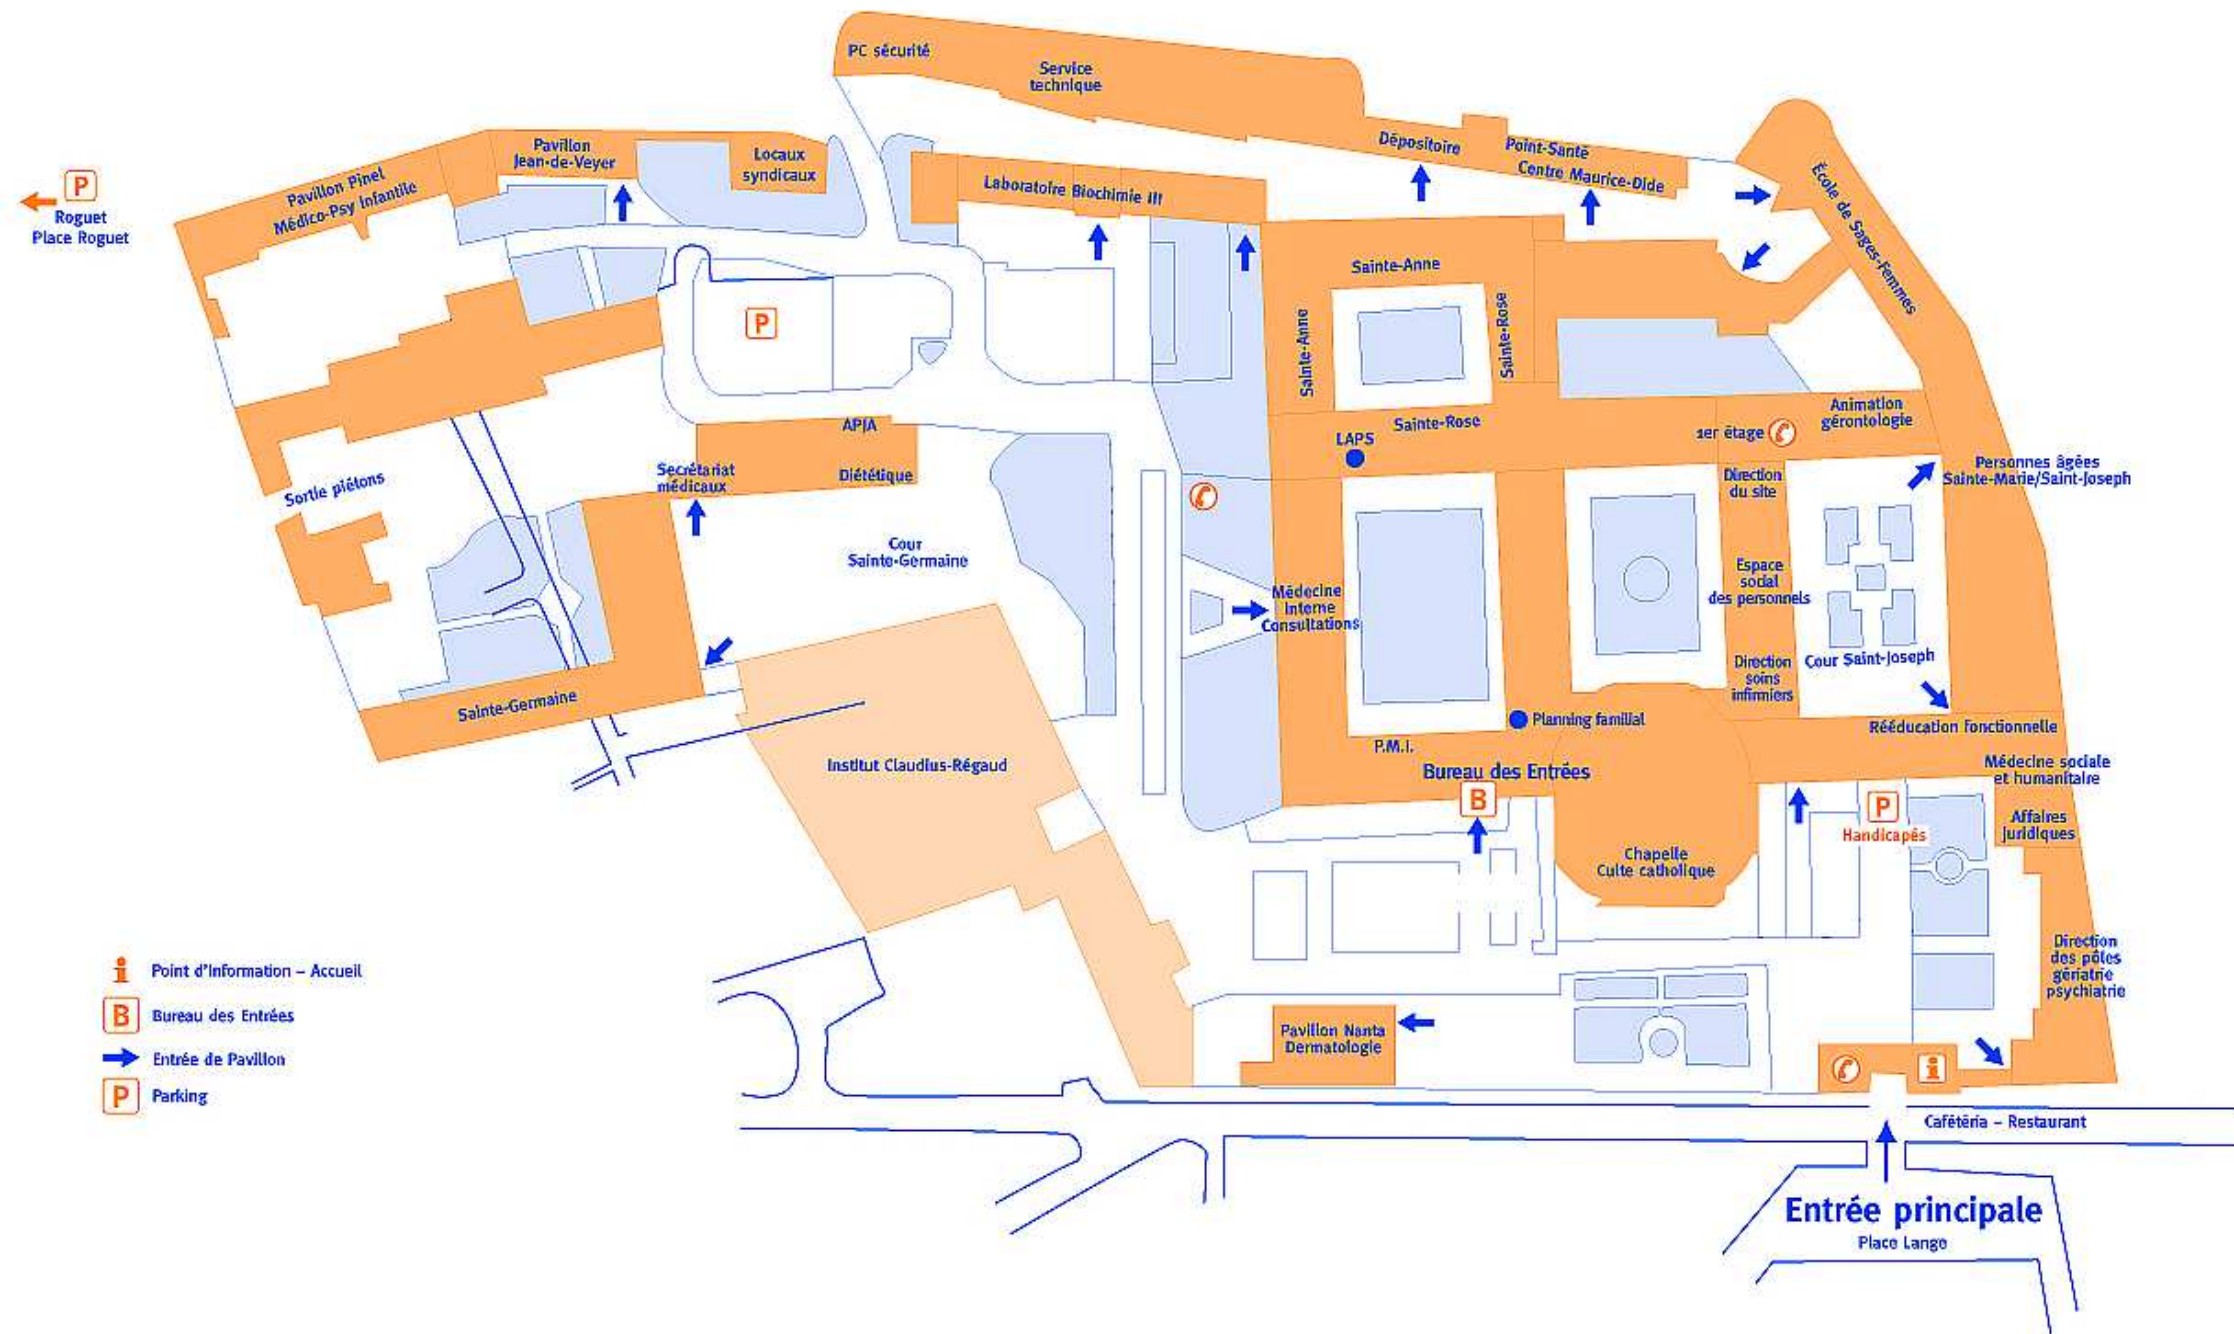 PC sécurité
Service
technique
Dépositoire
Point-Santé
Centre Maurice-Dide
École de Sages-Femmes
Pavillon
Jean-de-Veyer
Locaux
syndicaux
Pavillon Pinel
Médico-Psy Infantile
P
Roguet
Place Roguet
Laboratoire Biochimie III
P
Sainte-Anne
Sainte-Anne
Sainte-Rose
Sainte-Rose
LAPS
1er étage
Animation
gérontologie
APIA
Diététique
Secrétariat
médicaux
Sortie piétons
Cour
Sainte-Germaine
Direction
du site
Personnes âgées
Sainte-Marie/Saint-Joseph
Espace
social
des personnels
Médecine
Interne
Consultations
Direction
soins
infirmiers
Cour Saint-Joseph
Sainte-Germaine
Institut Claudius-Régaud
Planning familial
P.M.I.
Bureau des Entrées
B
Rééducation fonctionnelle
Médecine sociale
et humanitaire
P
Handicapés
Affaires
Juridiques
Chapelle
Culte catholique
Direction
des pôles
gériatrie
psychiatrie
Pavillon Nanta
Dermatologie
i
i Point d'Information – Accueil
B Bureau des Entrées
Entrée de Pavillon
P Parking
Cafétéria – Restaurant
Entrée principale
Place Lange